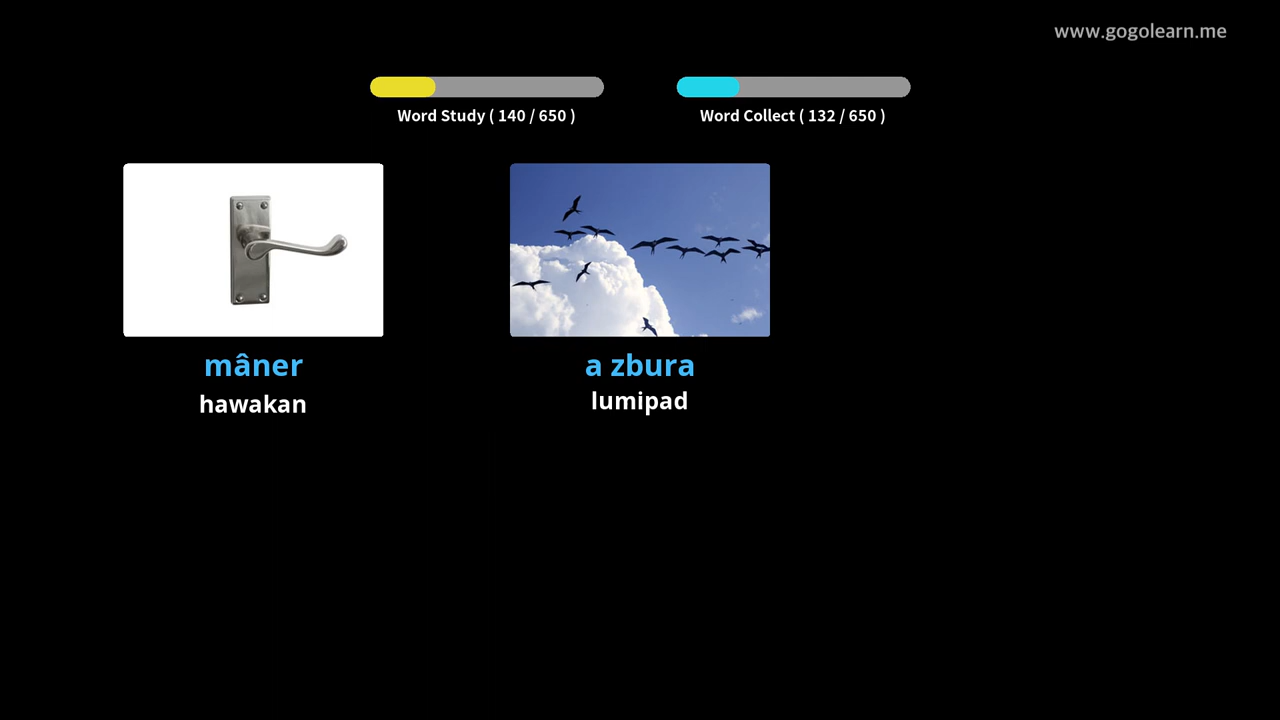 www.gogolearn.me
Word Study ( 140 / 650 )
Word Collect ( 132 / 650 )
mâner
hawakan
a zbura
lumipad